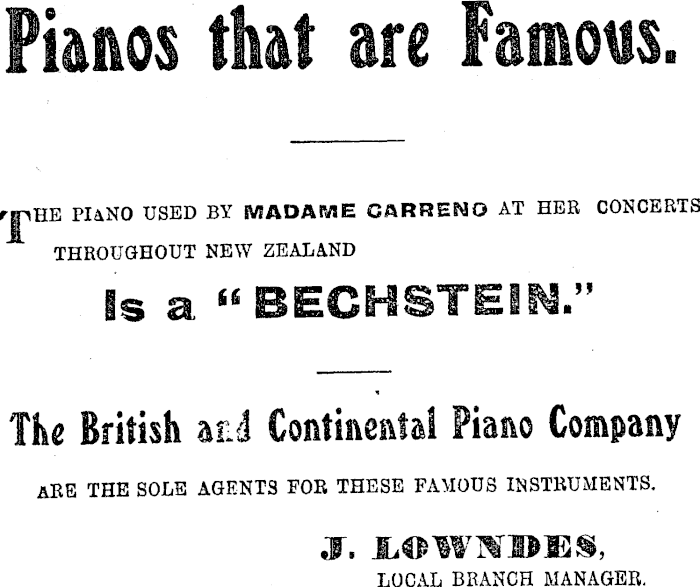 Pianos that are Famous.
THE PIANO USED BY MADAME CARRENO AT HER CONCERTS
THROUGHOUT NEW ZEALAND
Is a "BECHSTEIN."
The British and Continental Piano Company
ARE THE SOLE AGENTS FOR THESE FAMOUS INSTRUMENTS.
J. LOWNDES,
LOCAL BRANCH MANAGER.